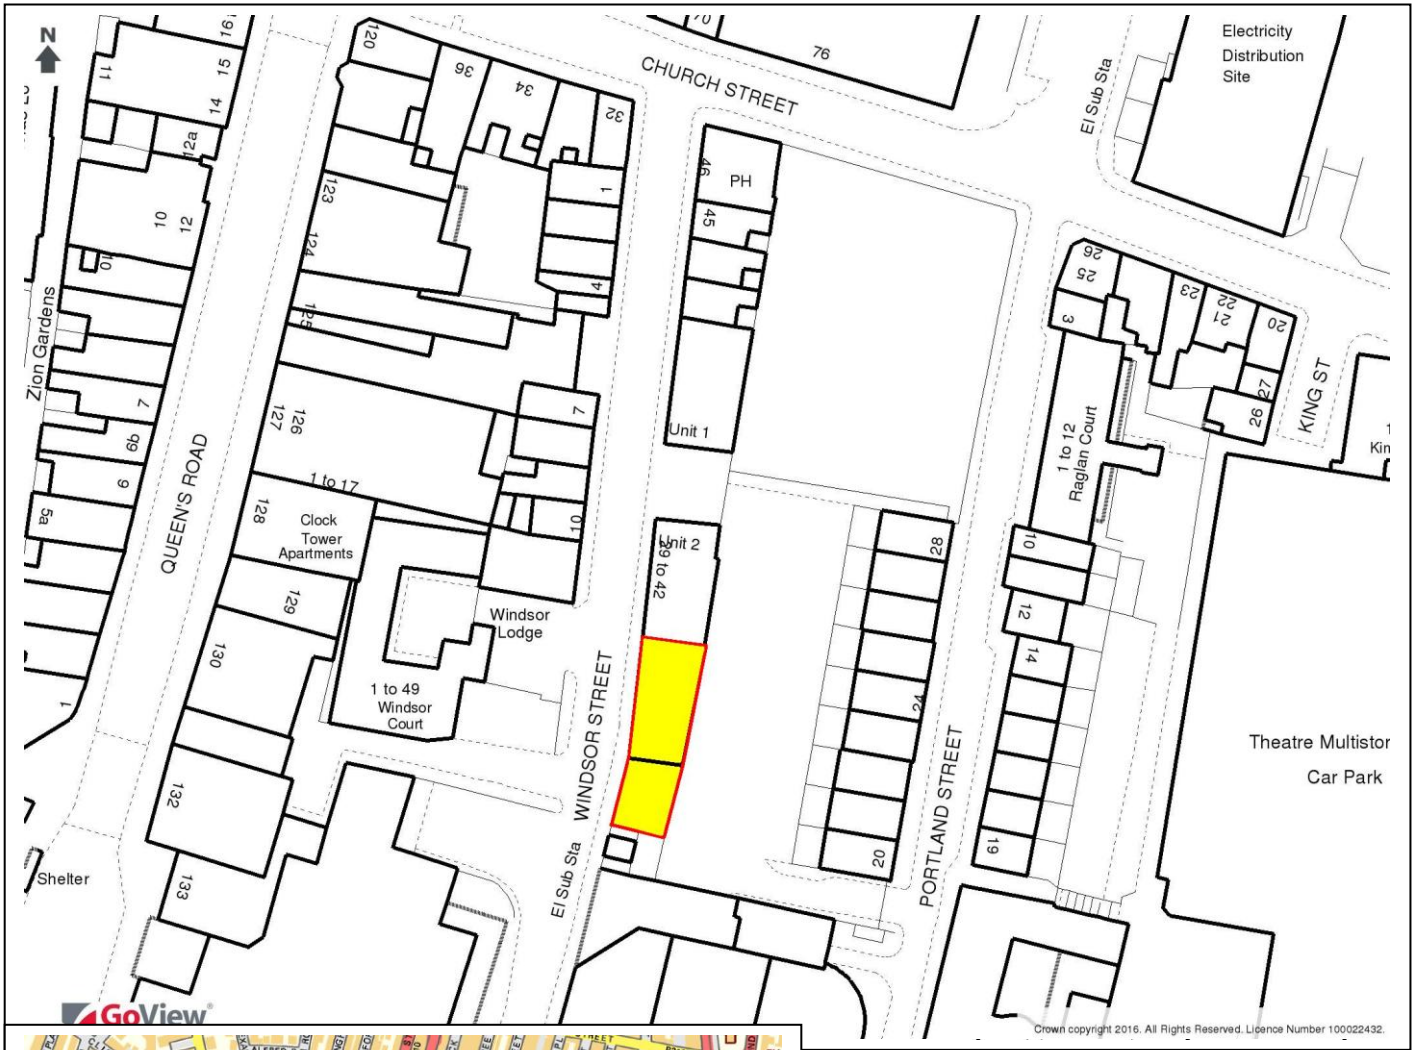 N
16
15
14
11
12a
10
12
10
Zion Gardens
7
6b
6
5a
1
Shelter
QUEEN'S ROAD
120
36
34
32
123
124
125
126
127
1 to 17
128
Clock
Tower
Apartments
129
130
132
133
1
4
7
10
Windsor
Lodge
1 to 49
Windsor
Court
El Sub Sta
WINDSOR STREET
CHURCH STREET
70
76
46
PH
45
Unit 1
Unit 2
29 to 42
28
24
20
PORTLAND STREET
El Sub Sta
Electricity
Distribution
Site
26
25
3
23
22
21
20
27
26
KING ST
1 to 12
Raglan Court
10
12
14
19
Theatre Multistor
Car Park
1
Kin
GoView
Crown copyright 2016. All Rights Reserved. Licence Number 100022432.
STREET